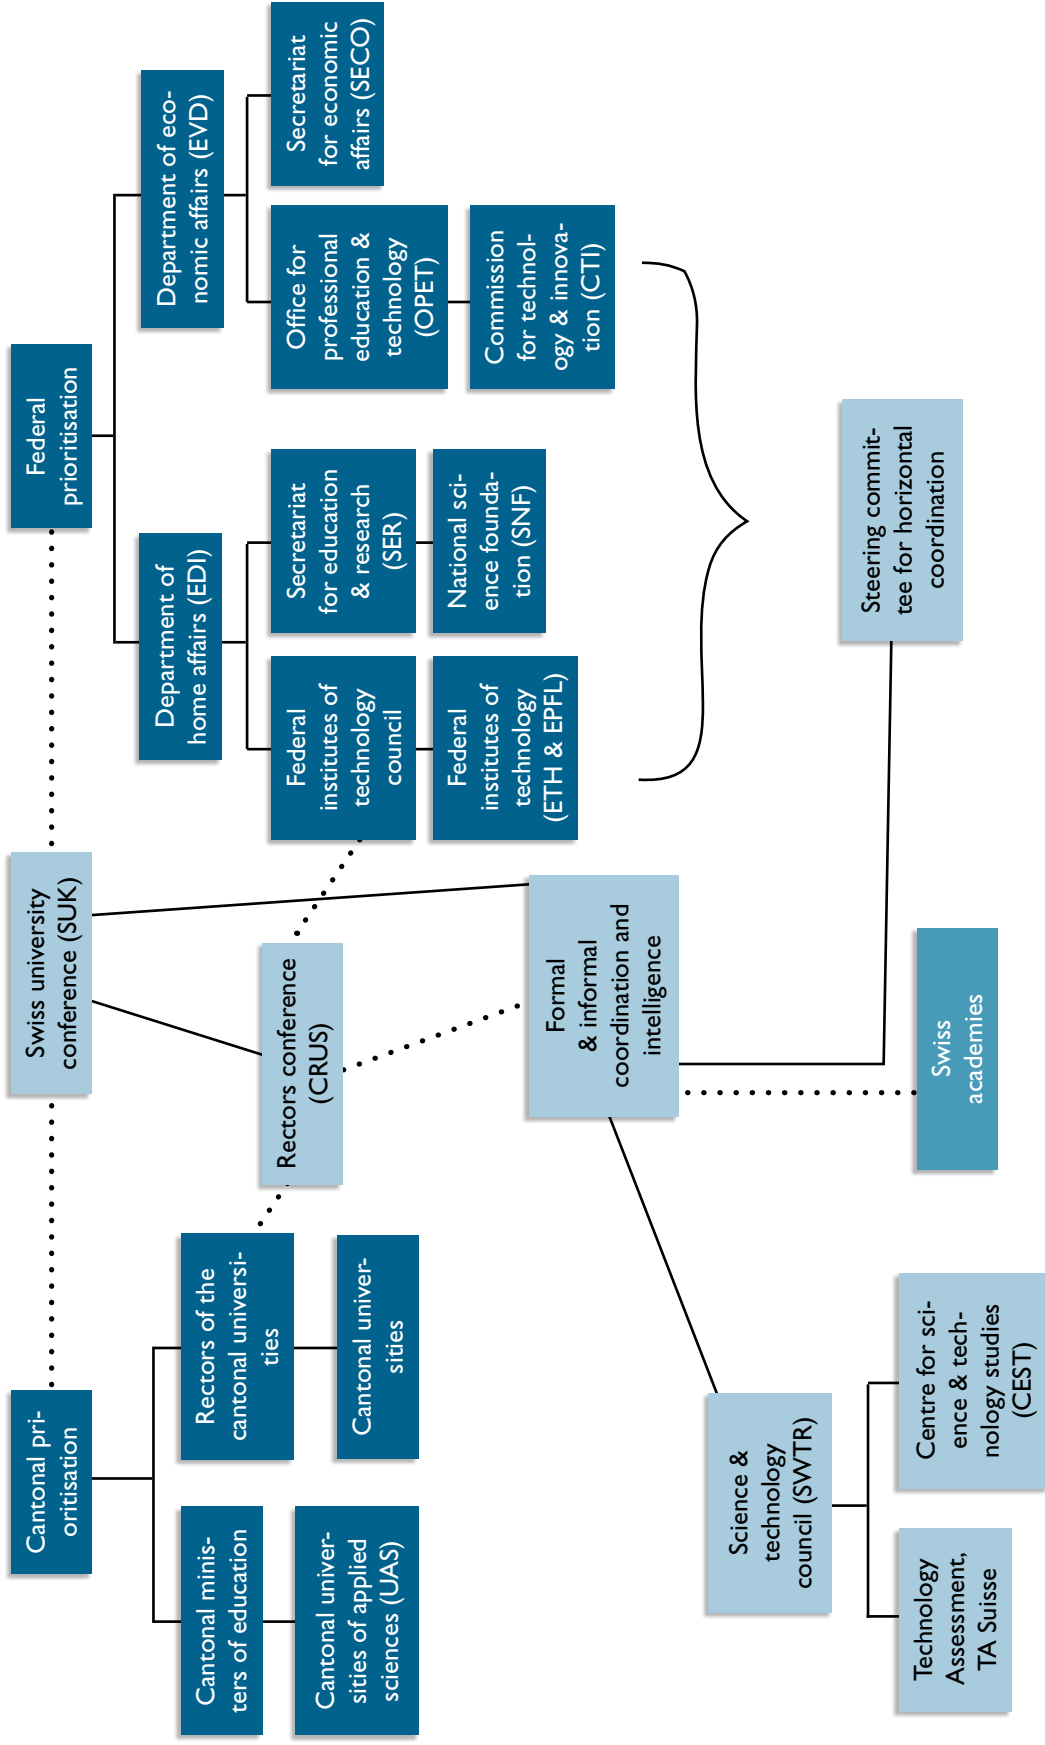 Cantonal pri-
oritisation
Swiss university
conference (SUK)
Federal
prioritisation
Cantonal minis-
ters of education
Rectors of the
cantonal universi-
ties
Cantonal univer-
sities of applied
sciences (UAS)
Cantonal univer-
sities
Rectors conference
(CRUS)
Department of
home affairs (EDI)
Department of eco-
nomic affairs (EVD)
Federal
institutes of
technology
council
Secretariat
for education
& research
(SER)
Office for
professional
education &
technology
(OPET)
Secretariat
for economic
affairs (SECO)
Federal
institutes of
technology
(ETH & EPFL)
National sci-
ence founda-
tion (SNF)
Commission
for technol-
ogy & innova-
tion (CTI)
Formal
& informal
coordination and
intelligence
Science &
technology
council (SWTR)
Steering commit-
tee for horizontal
coordination
Technology
Assessment,
TA Suisse
Centre for sci-
ence & tech-
nology studies
(CEST)
Swiss
academies